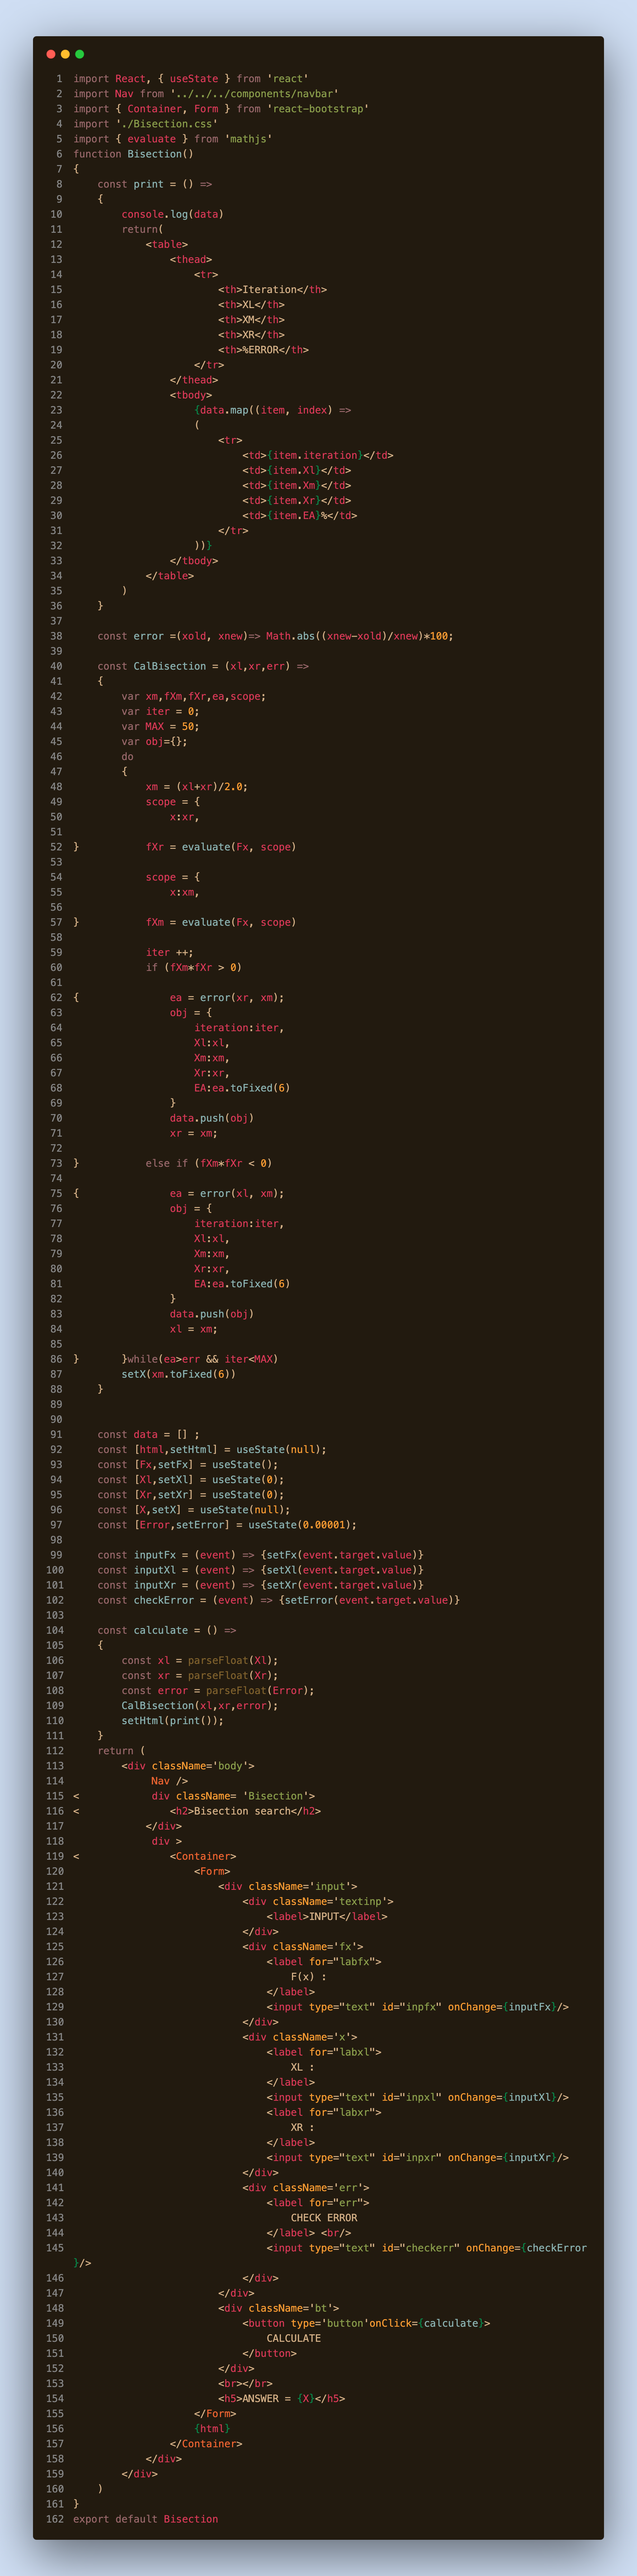 1 import React, { useState } from 'react'
2 import Nav from '../../../components/navbar'
3 import { Container, Form } from 'react-bootstrap'
4 import './Bisection.css'
5 import { evaluate } from 'mathjs'
6 function Bisection()
7 {
8     const print = () =>
9     {
10         console.log(data)
11         return(
12             <table>
13                 <thead>
14                     <tr>
15                         <th>Iteration</th>
16                         <th>XL</th>
17                         <th>XM</th>
18                         <th>XR</th>
19                         <th>%ERROR</th>
20                     </tr>
21                 </thead>
22                 <tbody>
23                     {data.map((item, index) =>
24                     (
25                         <tr>
26                             <td>{item.iteration}</td>
27                             <td>{item.Xl}</td>
28                             <td>{item.Xm}</td>
29                             <td>{item.Xr}</td>
30                             <td>{item.EA}%</td>
31                         </tr>
32                     ))}
33                 </tbody>
34             </table>
35         )
36     }
37
38     const error =(xold, xnew)=> Math.abs((xnew-xold)/xnew)*100;
39
40     const CalBisection = (xl,xr,err) =>
41     {
42         var xm,fXm,fXr,ea,scope;
43         var iter = 0;
44         var MAX = 50;
45         var obj={};
46         do
47         {
48             xm = (xl+xr)/2.0;
49             scope = {
50                 x:xr,
51
52 }           fXr = evaluate(Fx, scope)
53
54             scope = {
55                 x:xm,
56
57 }           fXm = evaluate(Fx, scope)
58
59             iter ++;
60             if (fXm*fXr > 0)
61
62 {               ea = error(xr, xm);
63                 obj = {
64                     iteration:iter,
65                     Xl:xl,
66                     Xm:xm,
67                     Xr:xr,
68                     EA:ea.toFixed(6)
69                 }
70                 data.push(obj)
71                 xr = xm;
72
73 }           else if (fXm*fXr < 0)
74
75 {               ea = error(xl, xm);
76                 obj = {
77                     iteration:iter,
78                     Xl:xl,
79                     Xm:xm,
80                     Xr:xr,
81                     EA:ea.toFixed(6)
82                 }
83                 data.push(obj)
84                 xl = xm;
85
86 }       }while(ea>err && iter<MAX)
87         setX(xm.toFixed(6))
88     }
89
90
91     const data = [] ;
92     const [html,setHtml] = useState(null);
93     const [Fx,setFx] = useState();
94     const [Xl,setXl] = useState(0);
95     const [Xr,setXr] = useState(0);
96     const [X,setX] = useState(null);
97     const [Error,setError] = useState(0.00001);
98
99     const inputFx = (event) => {setFx(event.target.value)}
100     const inputXl = (event) => {setXl(event.target.value)}
101     const inputXr = (event) => {setXr(event.target.value)}
102     const checkError = (event) => {setError(event.target.value)}
103
104     const calculate = () =>
105     {
106         const xl = parseFloat(Xl);
107         const xr = parseFloat(Xr);
108         const error = parseFloat(Error);
109         CalBisection(xl,xr,error);
110         setHtml(print());
111     }
112     return (
113         <div className='body'>
114              Nav />
115 <            div className= 'Bisection'>
116 <               <h2>Bisection search</h2>
117             </div>
118              div >
119 <               <Container>
120                     <Form>
121                         <div className='input'>
122                             <div className='textinp'>
123                                 <label>INPUT</label>
124                             </div>
125                             <div className='fx'>
126                                 <label for="labfx">
127                                     F(x) :
128                                 </label>
129                                 <input type="text" id="inpfx" onChange={inputFx}/>
130                             </div>
131                             <div className='x'>
132                                 <label for="labxl">
133                                     XL :
134                                 </label>
135                                 <input type="text" id="inpxl" onChange={inputXl}/>
136                                 <label for="labxr">
137                                     XR :
138                                 </label>
139                                 <input type="text" id="inpxr" onChange={inputXr}/>
140                             </div>
141                             <div className='err'>
142                                 <label for="err">
143                                     CHECK ERROR
144                                 </label> <br/>
145                                 <input type="text" id="checkerr" onChange={checkError
}/>
146                             </div>
147                         </div>
148                         <div className='bt'>
149                             <button type='button'onClick={calculate}>
150                                 CALCULATE
151                             </button>
152                         </div>
153                         <br></br>
154                         <h5>ANSWER = {X}</h5>
155                     </Form>
156                     {html}
157                 </Container>
158             </div>
159         </div>
160     )
161 }
162 export default Bisection